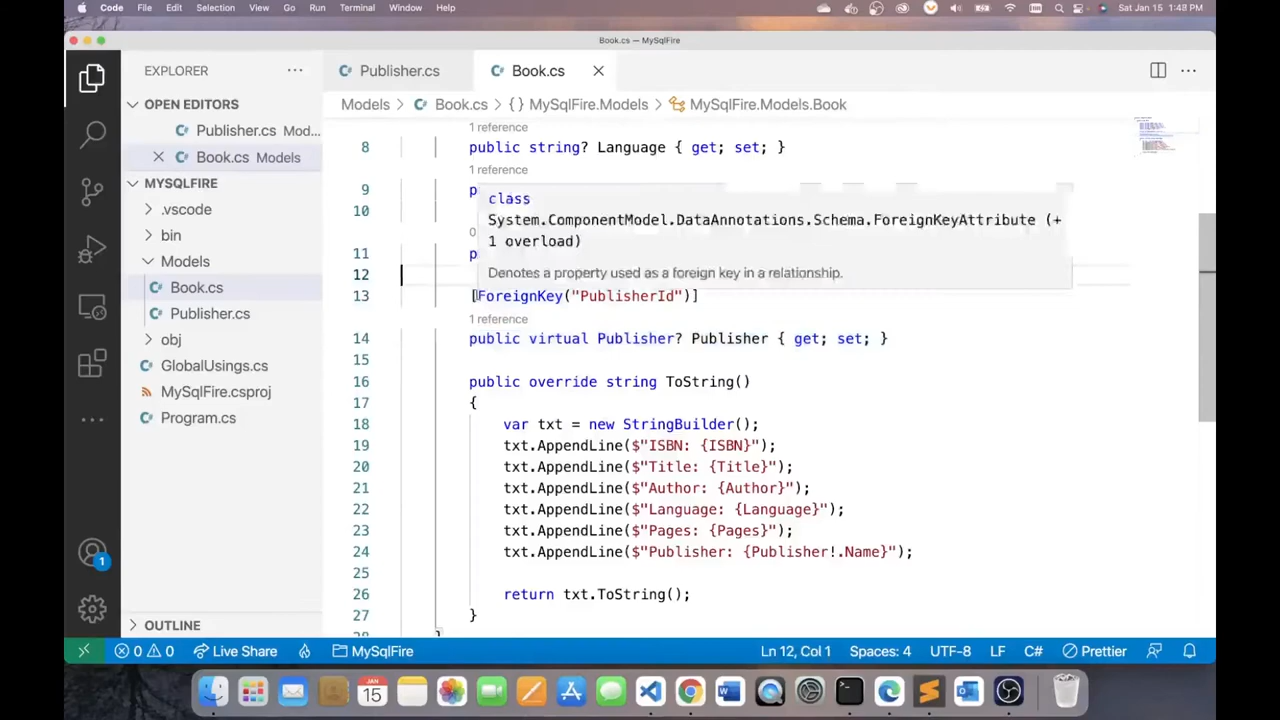 Code File Edit Selection View Go Run Terminal Window Help
Sat Jan 15 1:48 PM
Book.cs — MySqlFire
EXPLORER
OPEN EDITORS
Publisher.cs Mod...
Book.cs Models
MYSQLFIRE
.vscode
bin
Models
Book.cs
Publisher.cs
obj
GlobalUsings.cs
MySqlFire.csproj
Program.cs
OUTLINE
Publisher.cs
Book.cs
Models > Book.cs > {} MySqlFire.Models > MySqlFire.Models.Book
1 reference
8 public string? Language { get; set; }
1 reference
9 p
10
0
11 p
12
class
System.ComponentModel.DataAnnotations.Schema.ForeignKeyAttribute (+
1 overload)
Denotes a property used as a foreign key in a relationship.
13 [ForeignKey("PublisherId")]
1 reference
14 public virtual Publisher? Publisher { get; set; }
15
16 public override string ToString()
17 {
18 var txt = new StringBuilder();
19 txt.AppendLine($"ISBN: {ISBN}");
20 txt.AppendLine($"Title: {Title}");
21 txt.AppendLine($"Author: {Author}");
22 txt.AppendLine($"Language: {Language}");
23 txt.AppendLine($"Pages: {Pages}");
24 txt.AppendLine($"Publisher: {Publisher!.Name}");
25
26 return txt.ToString();
27 }
28 }
1
0 0 Live Share MySqlFire
Ln 12, Col 1 Spaces: 4 UTF-8 LF C# Prettier
JAN
15